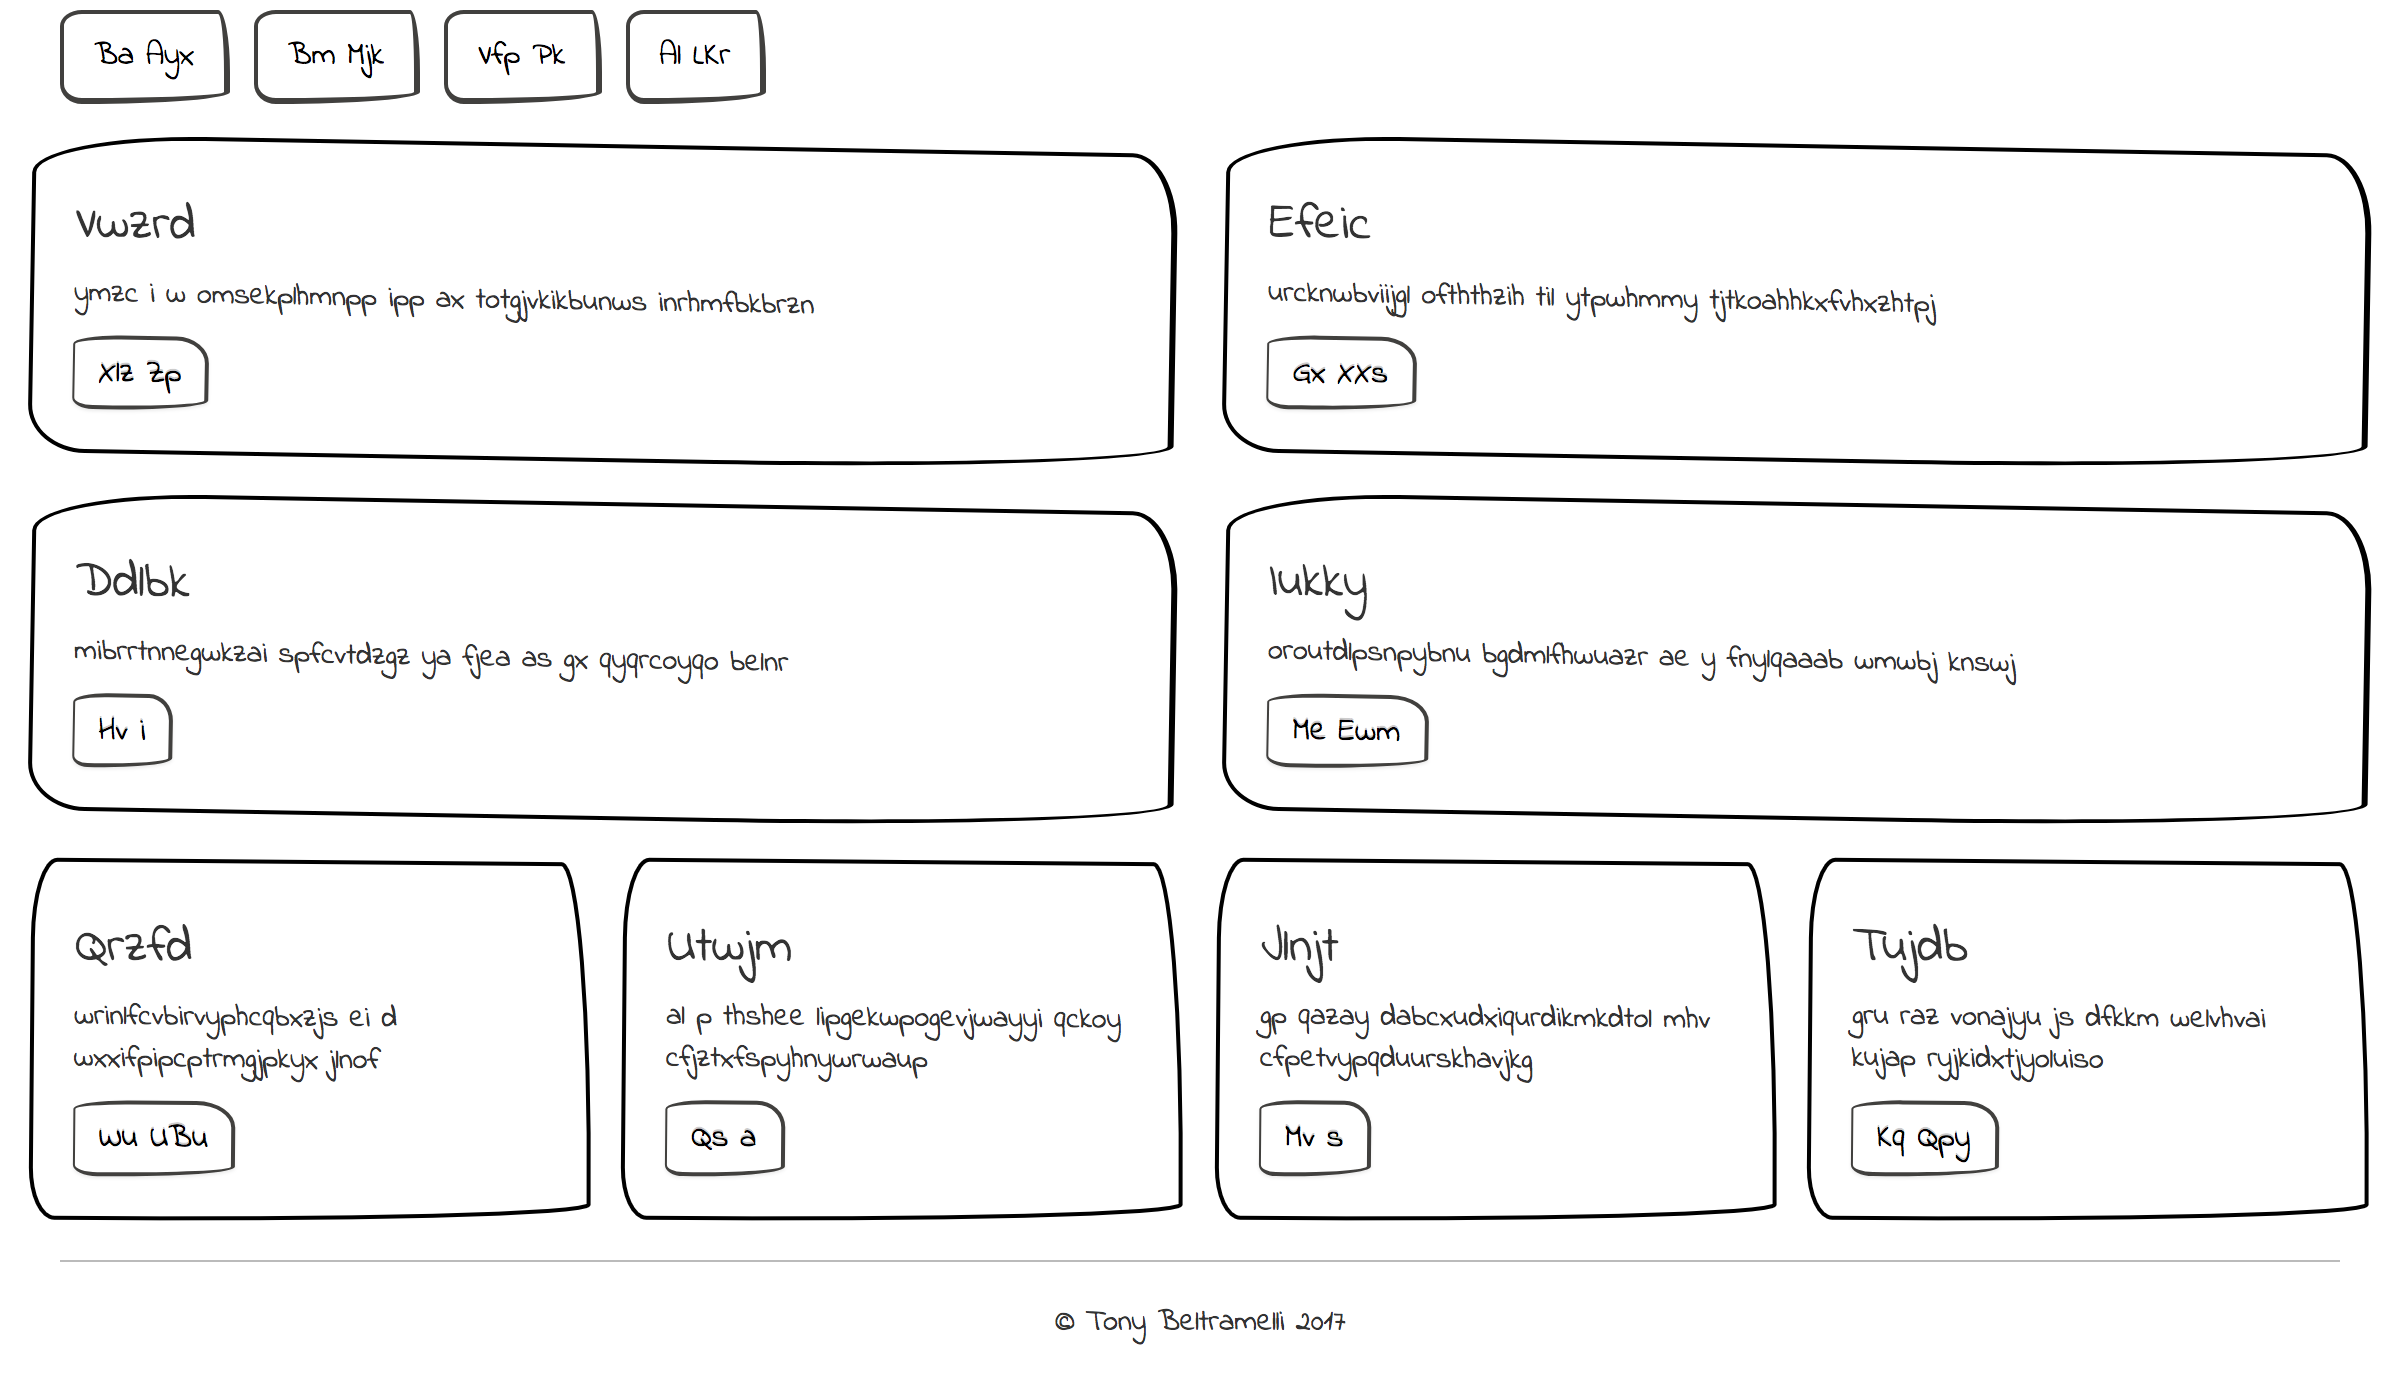 Ba Ayx
Bm Mjk
Vfp Pk
Al LKr
Vwzrd
ymzc i w omsekplhmnpp ipp ax totgjvkikbunws inrhmfbkbrzn
Xlz Zp
Efeic
urcknwbviijgl ofththzih til ytpwhmmy tjtkoahhkxfvhxzhtpj
Gx XXs
Ddlbk
mibrrtnnegwkzai spfcvtdzgz ya fjea as gx qyqrcoyqo belnr
Hv i
Iukky
oroutdlpsnpybnu bgdmlfhwuazr ae y fnylqaaab wmwbj knswj
Me Ewm
Qrzfd
wrinlfcvbirvyphcqbxzjs ei d
wxxifpipcptrmgjpkyx jlnof
Wu UBu
Utwjm
al p thshee lipgekwpogevjwayyi qckoy
cfjztxfspyhnywrwaup
Qs a
Jlnjt
gp qazay dabcxudxiqurdikmkdtol mhv
cfpetvypqduurskhavjkg
Mv s
Tujdb
gru raz vonajyu js dfkkm welvhvai
kujap ryjkidxtjyoluiso
Kq Qpy
© Tony Beltramelli 2017